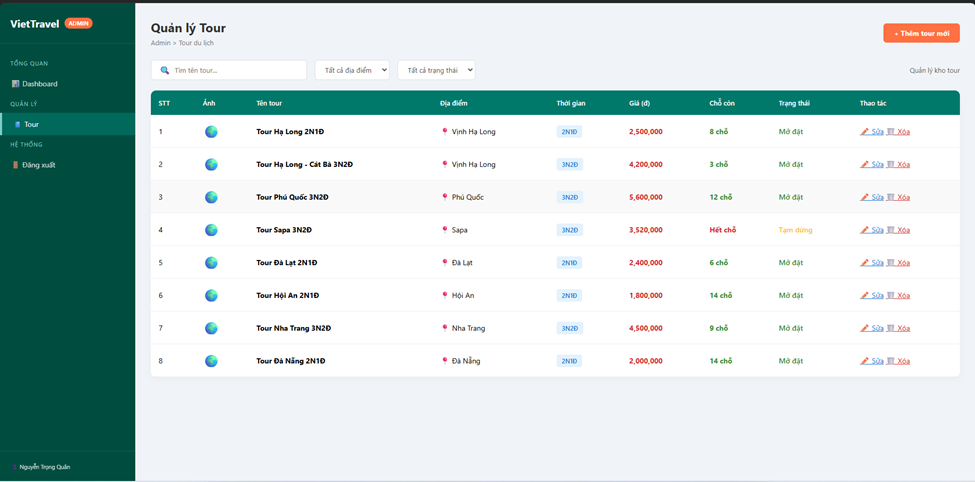 VietTravel ADMIN
TỔNG QUAN
Dashboard
QUẢN LÝ
Tour
HỆ THỐNG
Đăng xuất
Nguyễn Trọng Quân
Quản lý Tour
Admin > Tour du lịch
+ Thêm tour mới
Tìm tên tour...
Tất cả địa điểm
Tất cả trạng thái
Quản lý kho tour
STT Ảnh Tên tour Địa điểm Thời gian Giá (đ) Chỗ còn Trạng thái Thao tác
1 Tour Hạ Long 2N1Đ Vịnh Hạ Long 2N1Đ 2,500,000 8 chỗ Mở đặt Sửa Xóa
2 Tour Hạ Long - Cát Bà 3N2Đ Vịnh Hạ Long 3N2Đ 4,200,000 3 chỗ Mở đặt Sửa Xóa
3 Tour Phú Quốc 3N2Đ Phú Quốc 3N2Đ 5,600,000 12 chỗ Mở đặt Sửa Xóa
4 Tour Sapa 3N2Đ Sapa 3N2Đ 3,520,000 Hết chỗ Tạm dừng Sửa Xóa
5 Tour Đà Lạt 2N1Đ Đà Lạt 2N1Đ 2,400,000 6 chỗ Mở đặt Sửa Xóa
6 Tour Hội An 2N1Đ Hội An 2N1Đ 1,800,000 14 chỗ Mở đặt Sửa Xóa
7 Tour Nha Trang 3N2Đ Nha Trang 3N2Đ 4,500,000 9 chỗ Mở đặt Sửa Xóa
8 Tour Đà Nẵng 2N1Đ Đà Nẵng 2N1Đ 2,000,000 14 chỗ Mở đặt Sửa Xóa